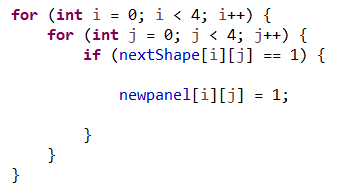 for (int i = 0; i < 4; i++) {
    for (int j = 0; j < 4; j++) {
        if (nextShape[i][j] == 1) {
            newpanel[i][j] = 1;
        }
    }
}